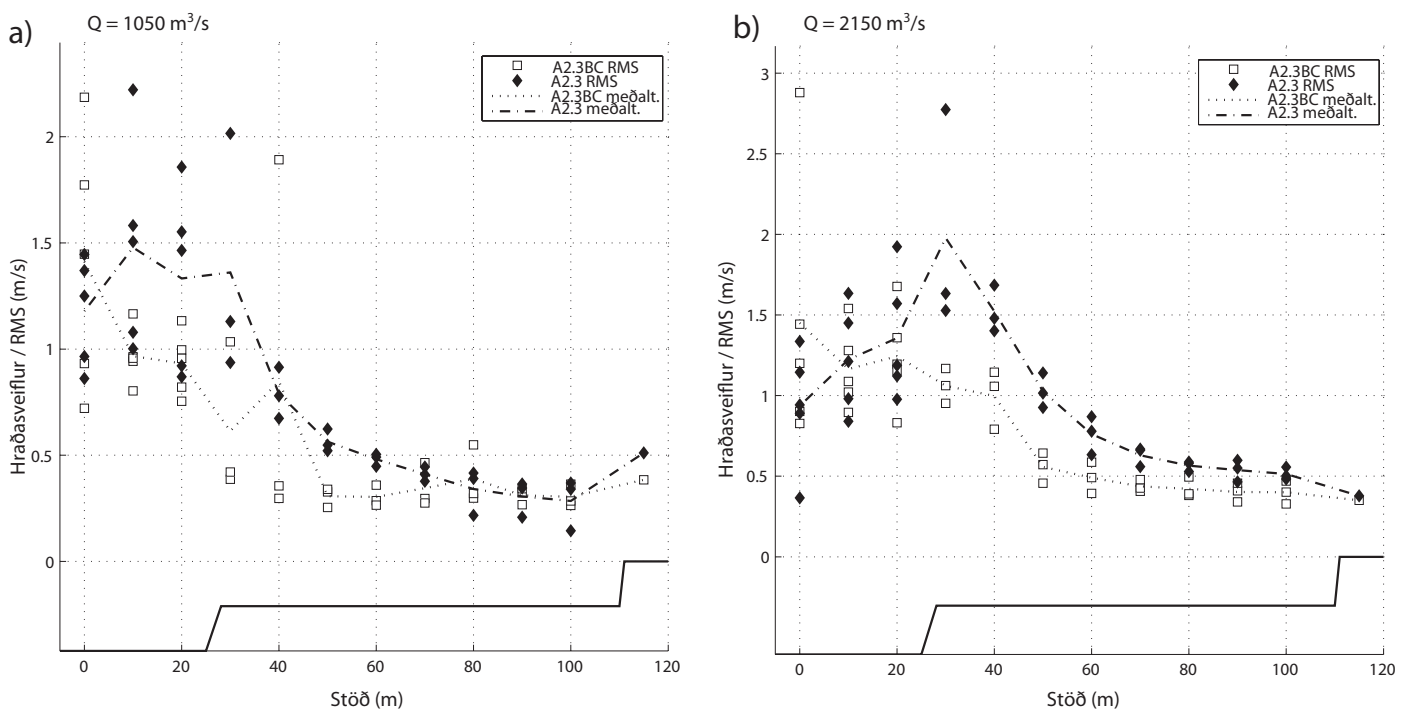 a)
Q = 1050 m³/s
A2.3BC RMS
A2.3 RMS
A2.3BC meðalt.
A2.3 meðalt.
2
1.5
1
0.5
0
Hraðasveiflur / RMS (m/s)
0 20 40 60 80 100 120
Stöð (m)
b)
Q = 2150 m³/s
A2.3BC RMS
A2.3 RMS
A2.3BC meðalt.
A2.3 meðalt.
3
2.5
2
1.5
1
0.5
0
Hraðasveiflur / RMS (m/s)
0 20 40 60 80 100 120
Stöð (m)